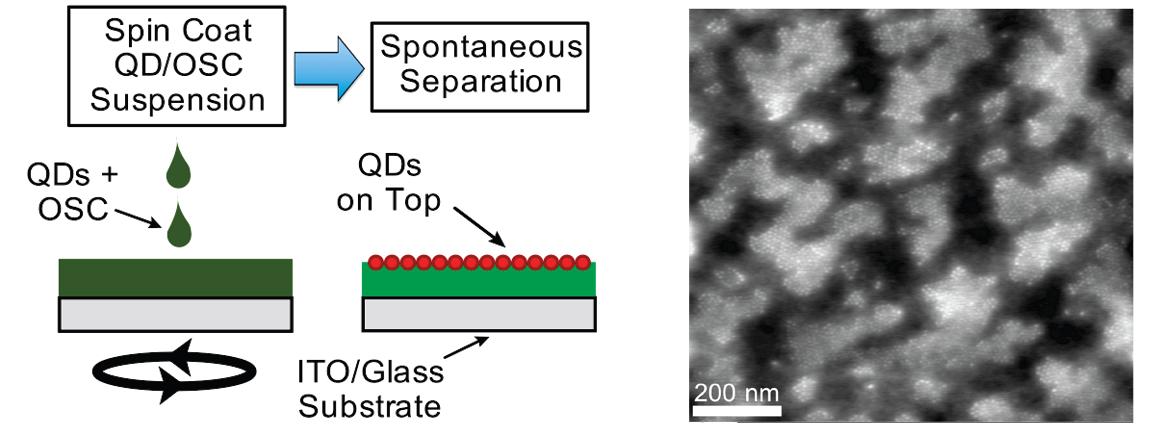 Spin Coat
QD/OSC
Suspension
Spontaneous
Separation
QDs +
OSC
QDs
on Top
ITO/Glass
Substrate
200 nm